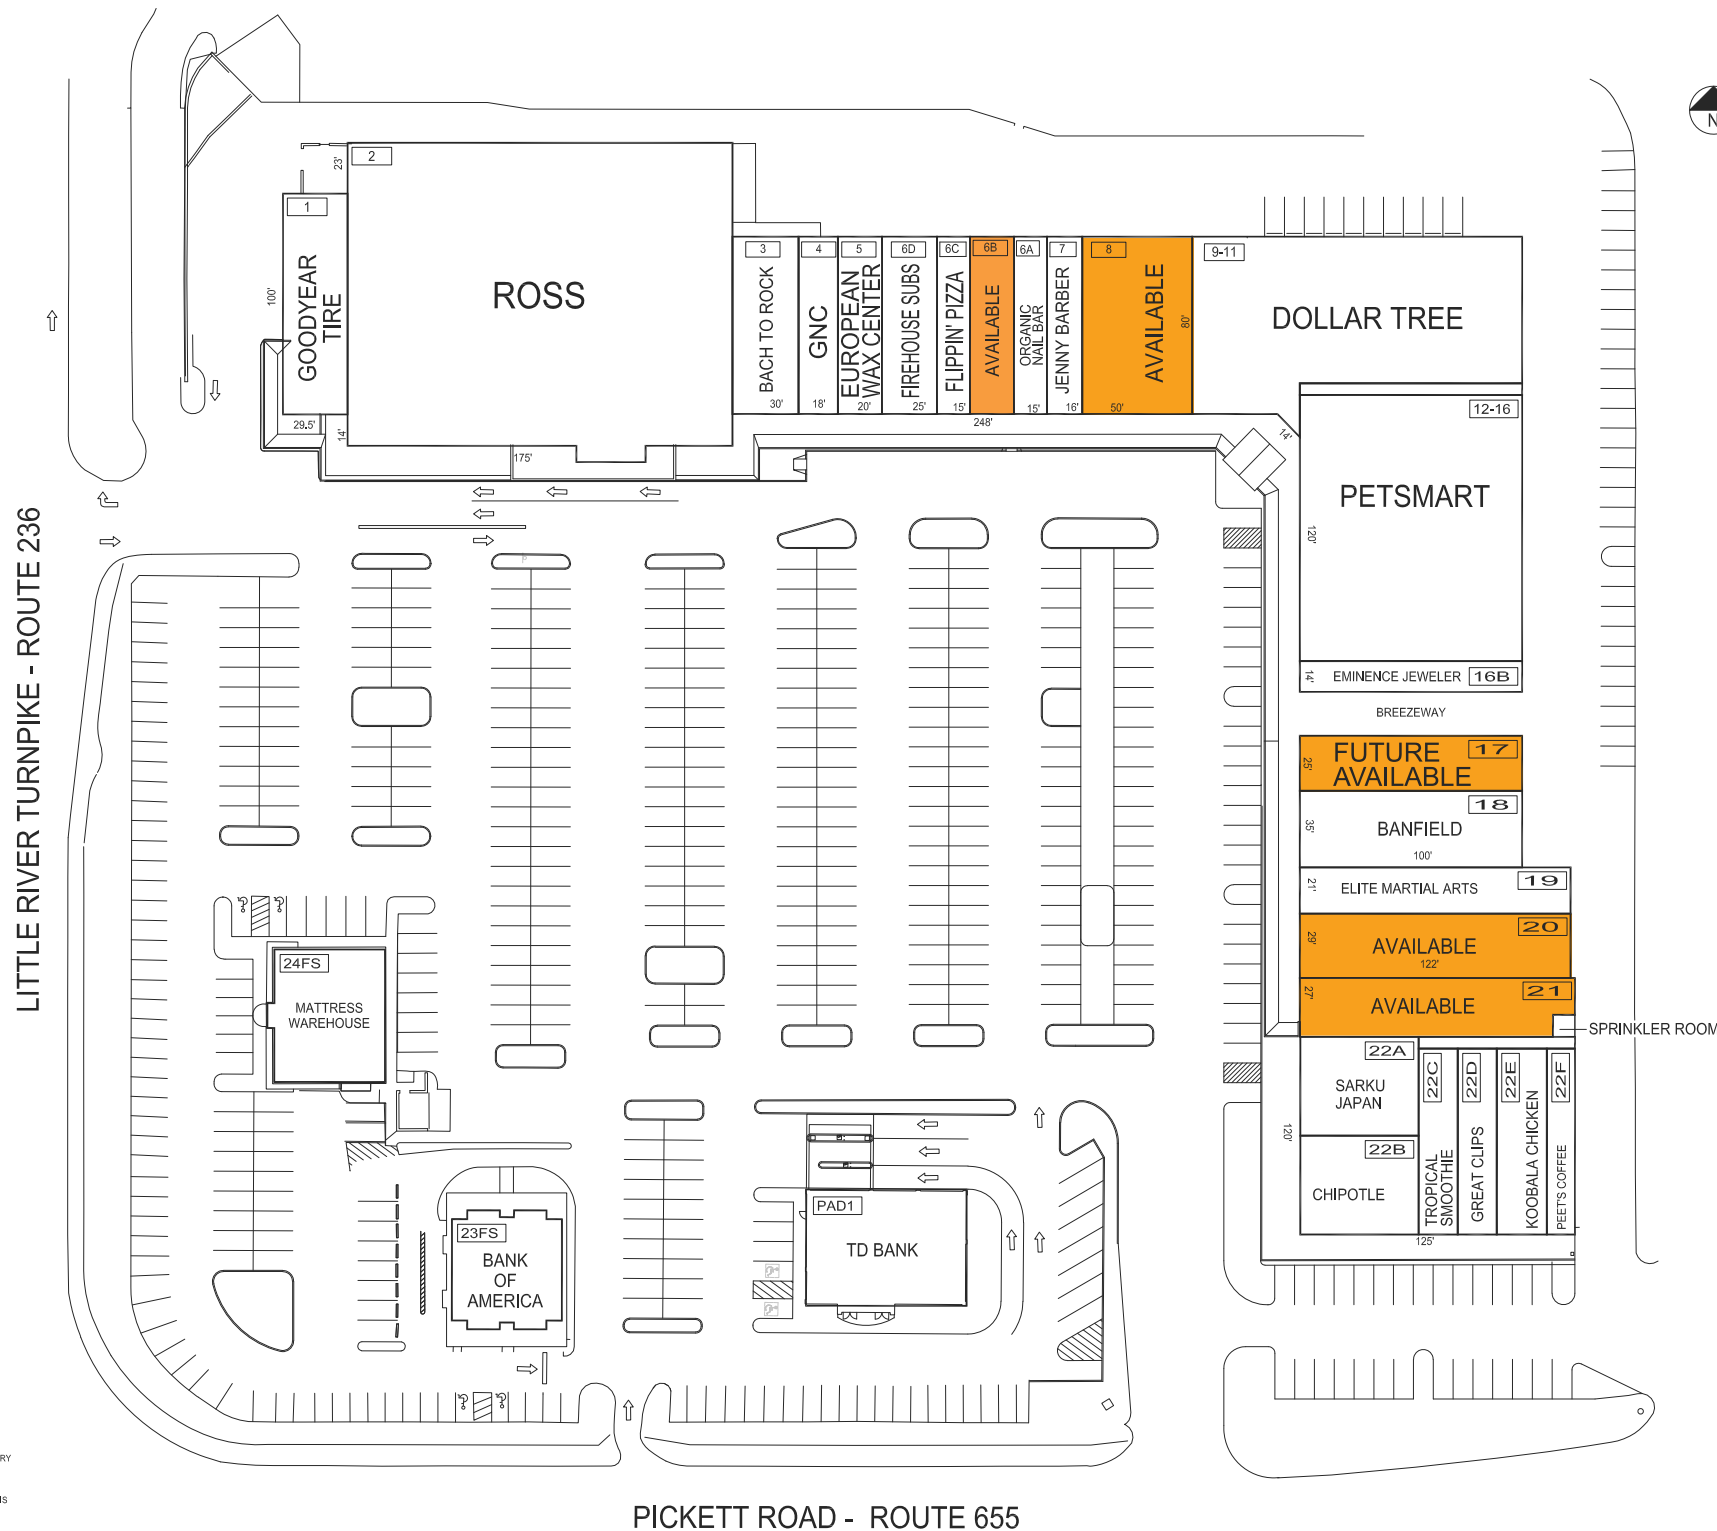 N
2
23'
1
GOODYEAR
TIRE
100'
29.5'
14'
ROSS
175'
3
BACH TO ROCK
30'
4
GNC
18'
5
EUROPEAN
WAX CENTER
20'
6D
FIREHOUSE SUBS
25'
6C
FLIPPIN' PIZZA
15'
6B
AVAILABLE
6A
ORGANIC
NAIL BAR
15'
7
JENNY BARBER
16'
8
AVAILABLE
80'
50'
248'
9-11
DOLLAR TREE
14'
12-16
PETSMART
120'
14'
EMINENCE JEWELER
16B
BREEZEWAY
FUTURE
AVAILABLE
17
25'
18
BANFIELD
35'
100'
19
ELITE MARTIAL ARTS
21'
20
AVAILABLE
29'
122'
21
AVAILABLE
27'
SPRINKLER ROOM
22A
SARKU
JAPAN
22B
CHIPOTLE
120'
22C
TROPICAL
SMOOTHIE
22D
GREAT CLIPS
22E
KOOBALA CHICKEN
22F
PEET'S COFFEE
125'
LITTLE RIVER TURNPIKE - ROUTE 236
24FS
MATTRESS
WAREHOUSE
23FS
BANK
OF
AMERICA
PAD1
TD BANK
RY
IS
PICKETT ROAD - ROUTE 655